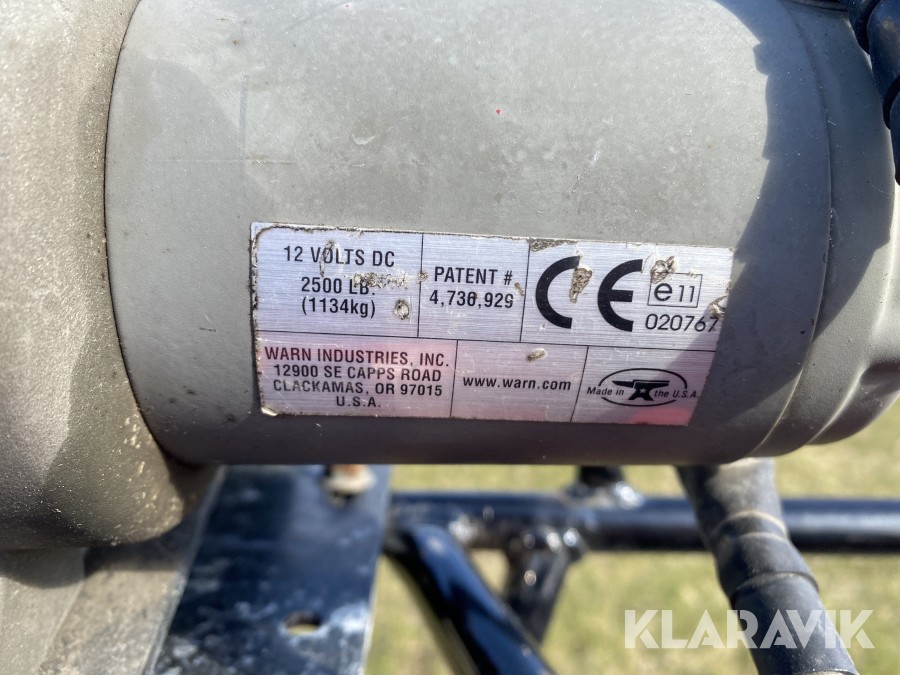 12 VOLTS DC
2500 LB.
(1134kg)
PATENT #
4,736,929
CE
e11
020767
WARN INDUSTRIES, INC.
12900 SE CAPPS ROAD
CLACKAMAS, OR 97015
U.S.A.
www.warn.com
Made in the U.S.A.
KLARAVIK